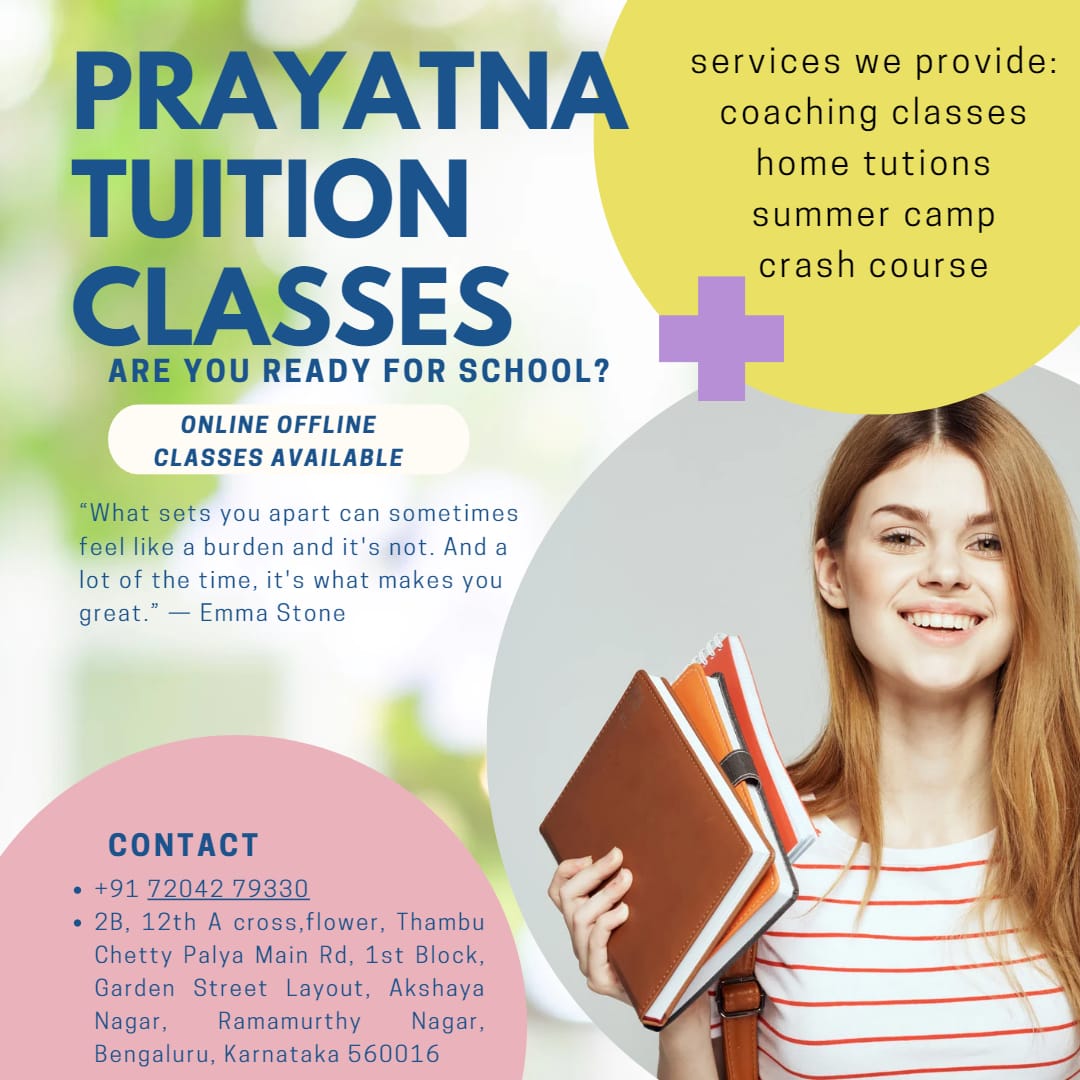 PRAYATNA
TUITION
CLASSES
ARE YOU READY FOR SCHOOL?
ONLINE OFFLINE
CLASSES AVAILABLE
“What sets you apart can sometimes
feel like a burden and it's not. And a
lot of the time, it's what makes you
great.” — Emma Stone
services we provide:
coaching classes
home tutions
summer camp
crash course
CONTACT
• +91 72042 79330
• 2B, 12th A cross,flower, Thambu
Chetty Palya Main Rd, 1st Block,
Garden Street Layout, Akshaya
Nagar, Ramamurthy Nagar,
Bengaluru, Karnataka 560016